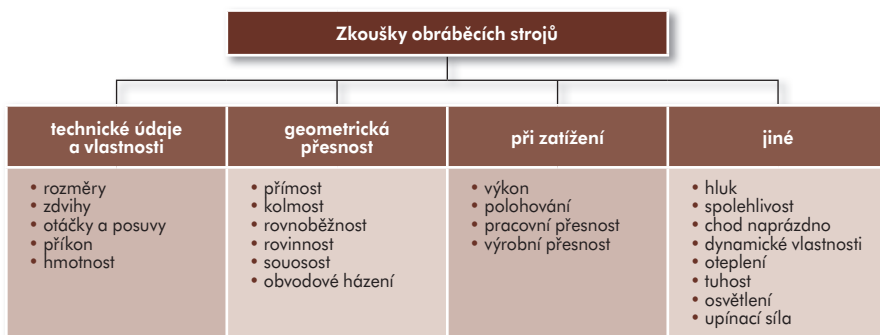 Zkoušky obráběcích strojů
technické údaje
a vlastnosti
• rozměry
• zdvihy
• otáčky a posuvy
• příkon
• hmotnost
geometrická
přesnost
• přímost
• kolmost
• rovnoběžnost
• rovinnost
• souosost
• obvodové házení
při zatížení
• výkon
• polohování
• pracovní přesnost
• výrobní přesnost
jiné
• hluk
• spolehlivost
• chod naprázdno
• dynamické vlastnosti
• oteplení
• tuhost
• osvětlení
• upínací síla